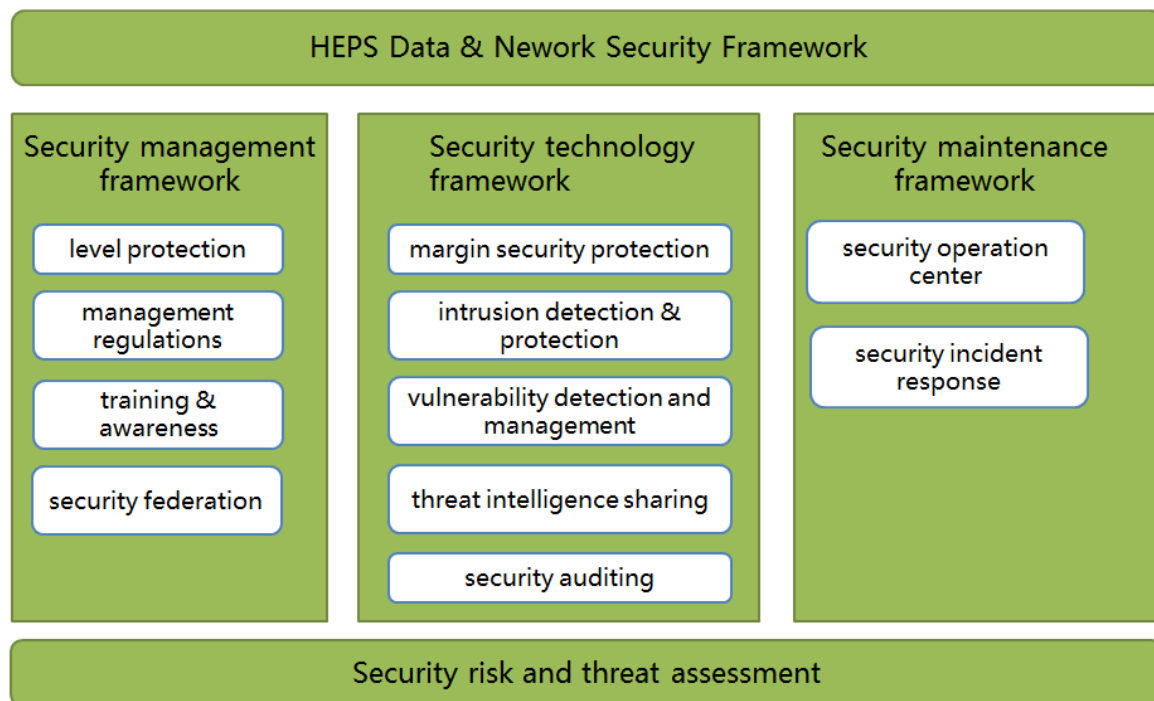 HEPS Data & Nework Security Framework
Security management
framework
level protection
management
regulations
training &
awareness
security federation
Security technology
framework
margin security protection
intrusion detection &
protection
vulnerability detection and
management
threat intelligence sharing
security auditing
Security maintenance
framework
security operation
center
security incident
response
Security risk and threat assessment